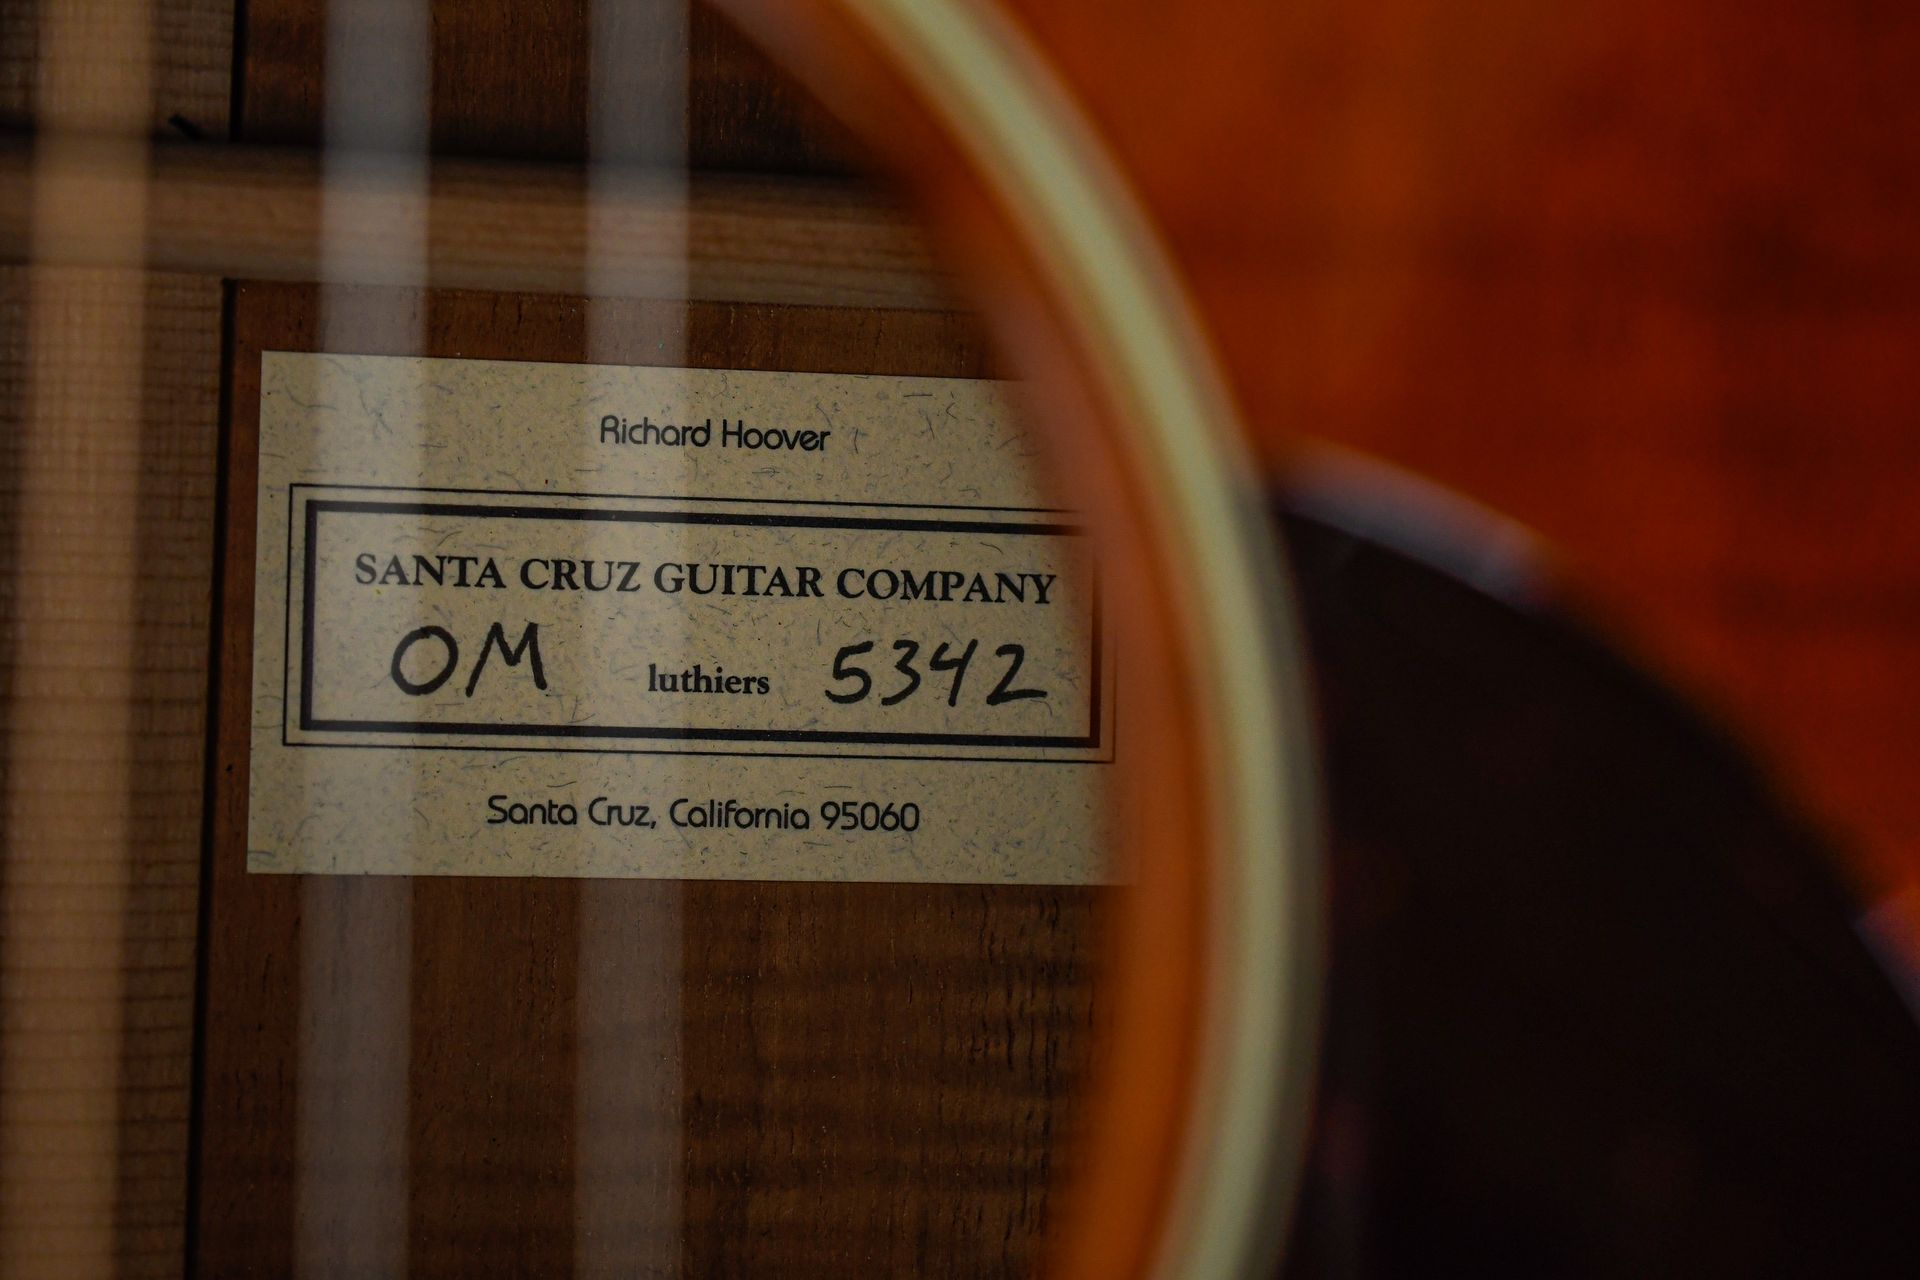 Richard Hoover
SANTA CRUZ GUITAR COMPANY
OM luthiers 5342
Santa Cruz, California 95060